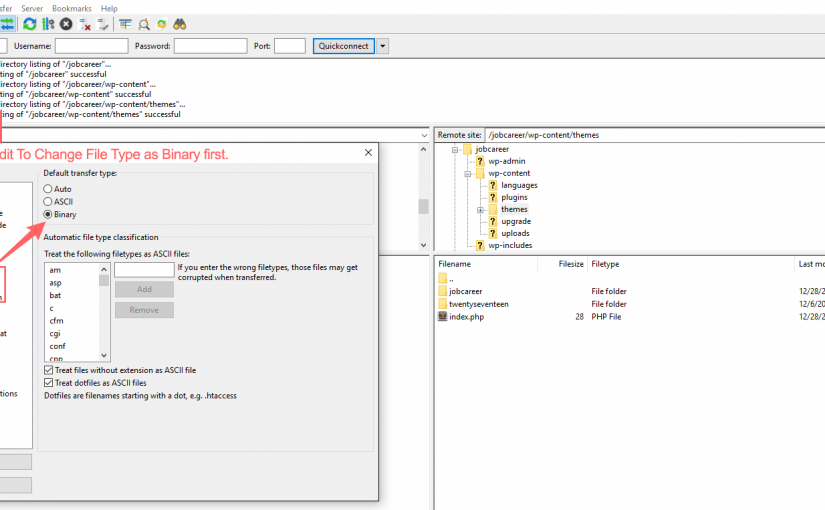 sfer Server Bookmarks Help
Username: Password: Port: Quickconnect
directory listing of "/jobcareer"...
sting of "/jobcareer" successful
directory listing of "/jobcareer/wp-content"...
ting of "/jobcareer/wp-content" successful
directory listing of "/jobcareer/wp-content/themes"...
ting of "/jobcareer/wp-content/themes" successful
Remote site: /jobcareer/wp-content/themes
dit To Change File Type as Binary first.
Default transfer type:
Auto
ASCII
Binary
Automatic file type classification
Treat the following filetypes as ASCII files:
am
asp
bat
c
cfm
cgi
conf
cpp
If you enter the wrong filetypes, those files may get
corrupted when transferred.
Add
Remove
Treat files without extension as ASCII file
Treat dotfiles as ASCII files
Dotfiles are filenames starting with a dot, e.g. .htaccess
e
de
n
at
tions
jobcareer
wp-admin
wp-content
languages
plugins
themes
upgrade
uploads
wp-includes
Filename Filesize Filetype Last mo
..
jobcareer File folder 12/28/2
twentyseventeen File folder 12/6/20
index.php 28 PHP File 12/28/2